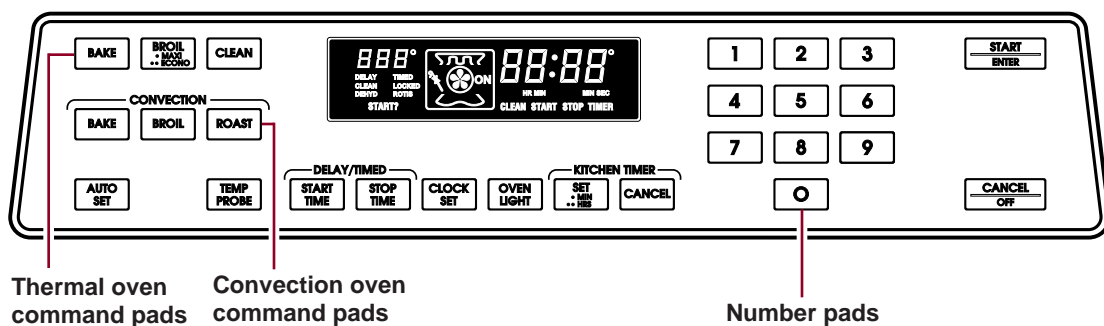 BAKE
BROIL
• MAXI
•• ECONO
CLEAN
CONVECTION
BAKE
BROIL
ROAST
AUTO
SET
TEMP
PROBE
888°
DELAY TIMED
CLEAN LOCKED
DEHYD ROTIS
START?
ON
88:88°
HR MIN MIN SEC
CLEAN START STOP TIMER
DELAY/TIMED
START
TIME
STOP
TIME
CLOCK
SET
OVEN
LIGHT
KITCHEN TIMER
SET
• MIN
•• HRS
CANCEL
1 2 3
4 5 6
7 8 9
0
START
ENTER
CANCEL
OFF
Thermal oven
command pads
Convection oven
command pads
Number pads